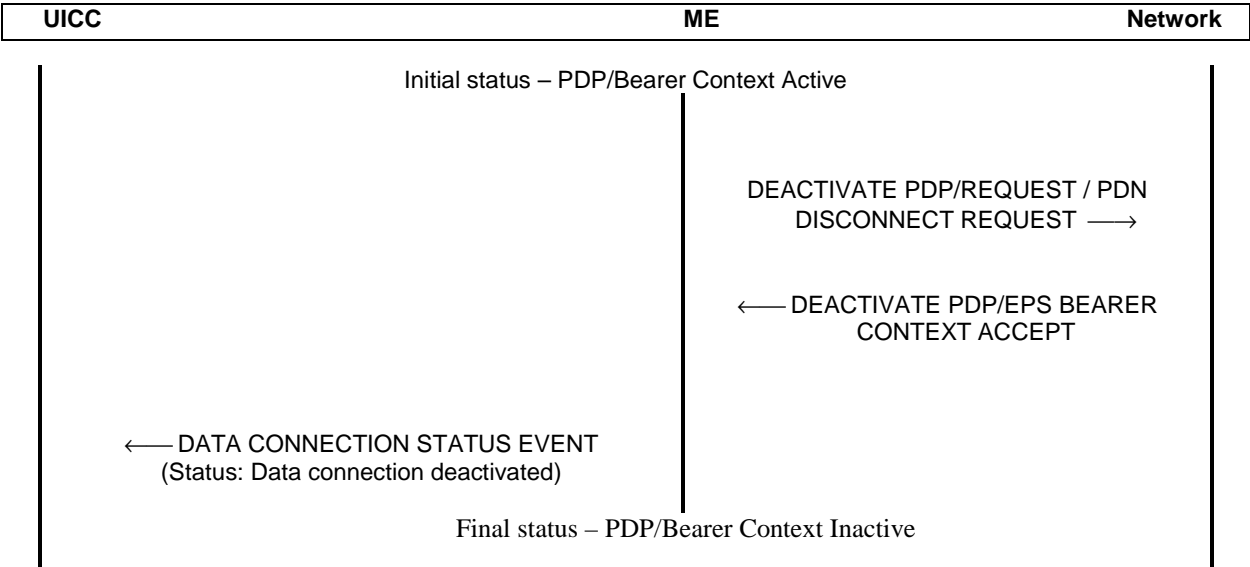 UICC ME Network
Initial status – PDP/Bearer Context Active
DEACTIVATE PDP/REQUEST / PDN
DISCONNECT REQUEST ⎯⎯→
←⎯⎯ DEACTIVATE PDP/EPS BEARER
CONTEXT ACCEPT
←⎯⎯ DATA CONNECTION STATUS EVENT
(Status: Data connection deactivated)
Final status – PDP/Bearer Context Inactive